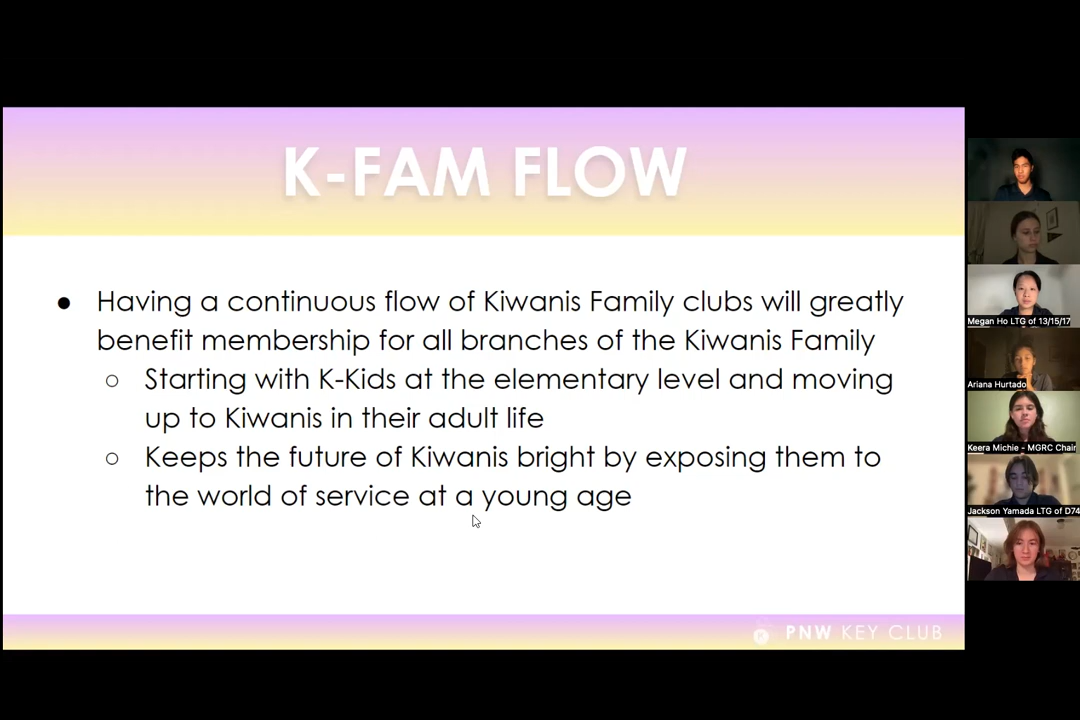 K-FAM FLOW
● Having a continuous flow of Kiwanis Family clubs will greatly
benefit membership for all branches of the Kiwanis Family
○ Starting with K-Kids at the elementary level and moving
up to Kiwanis in their adult life
○ Keeps the future of Kiwanis bright by exposing them to
the world of service at a young age
PNW KEY CLUB
Megan Ho LTG of 13/15/17
Ariana Hurtado
Keera Michie - MGRC Chair
Jackson Yamada LTG of D74